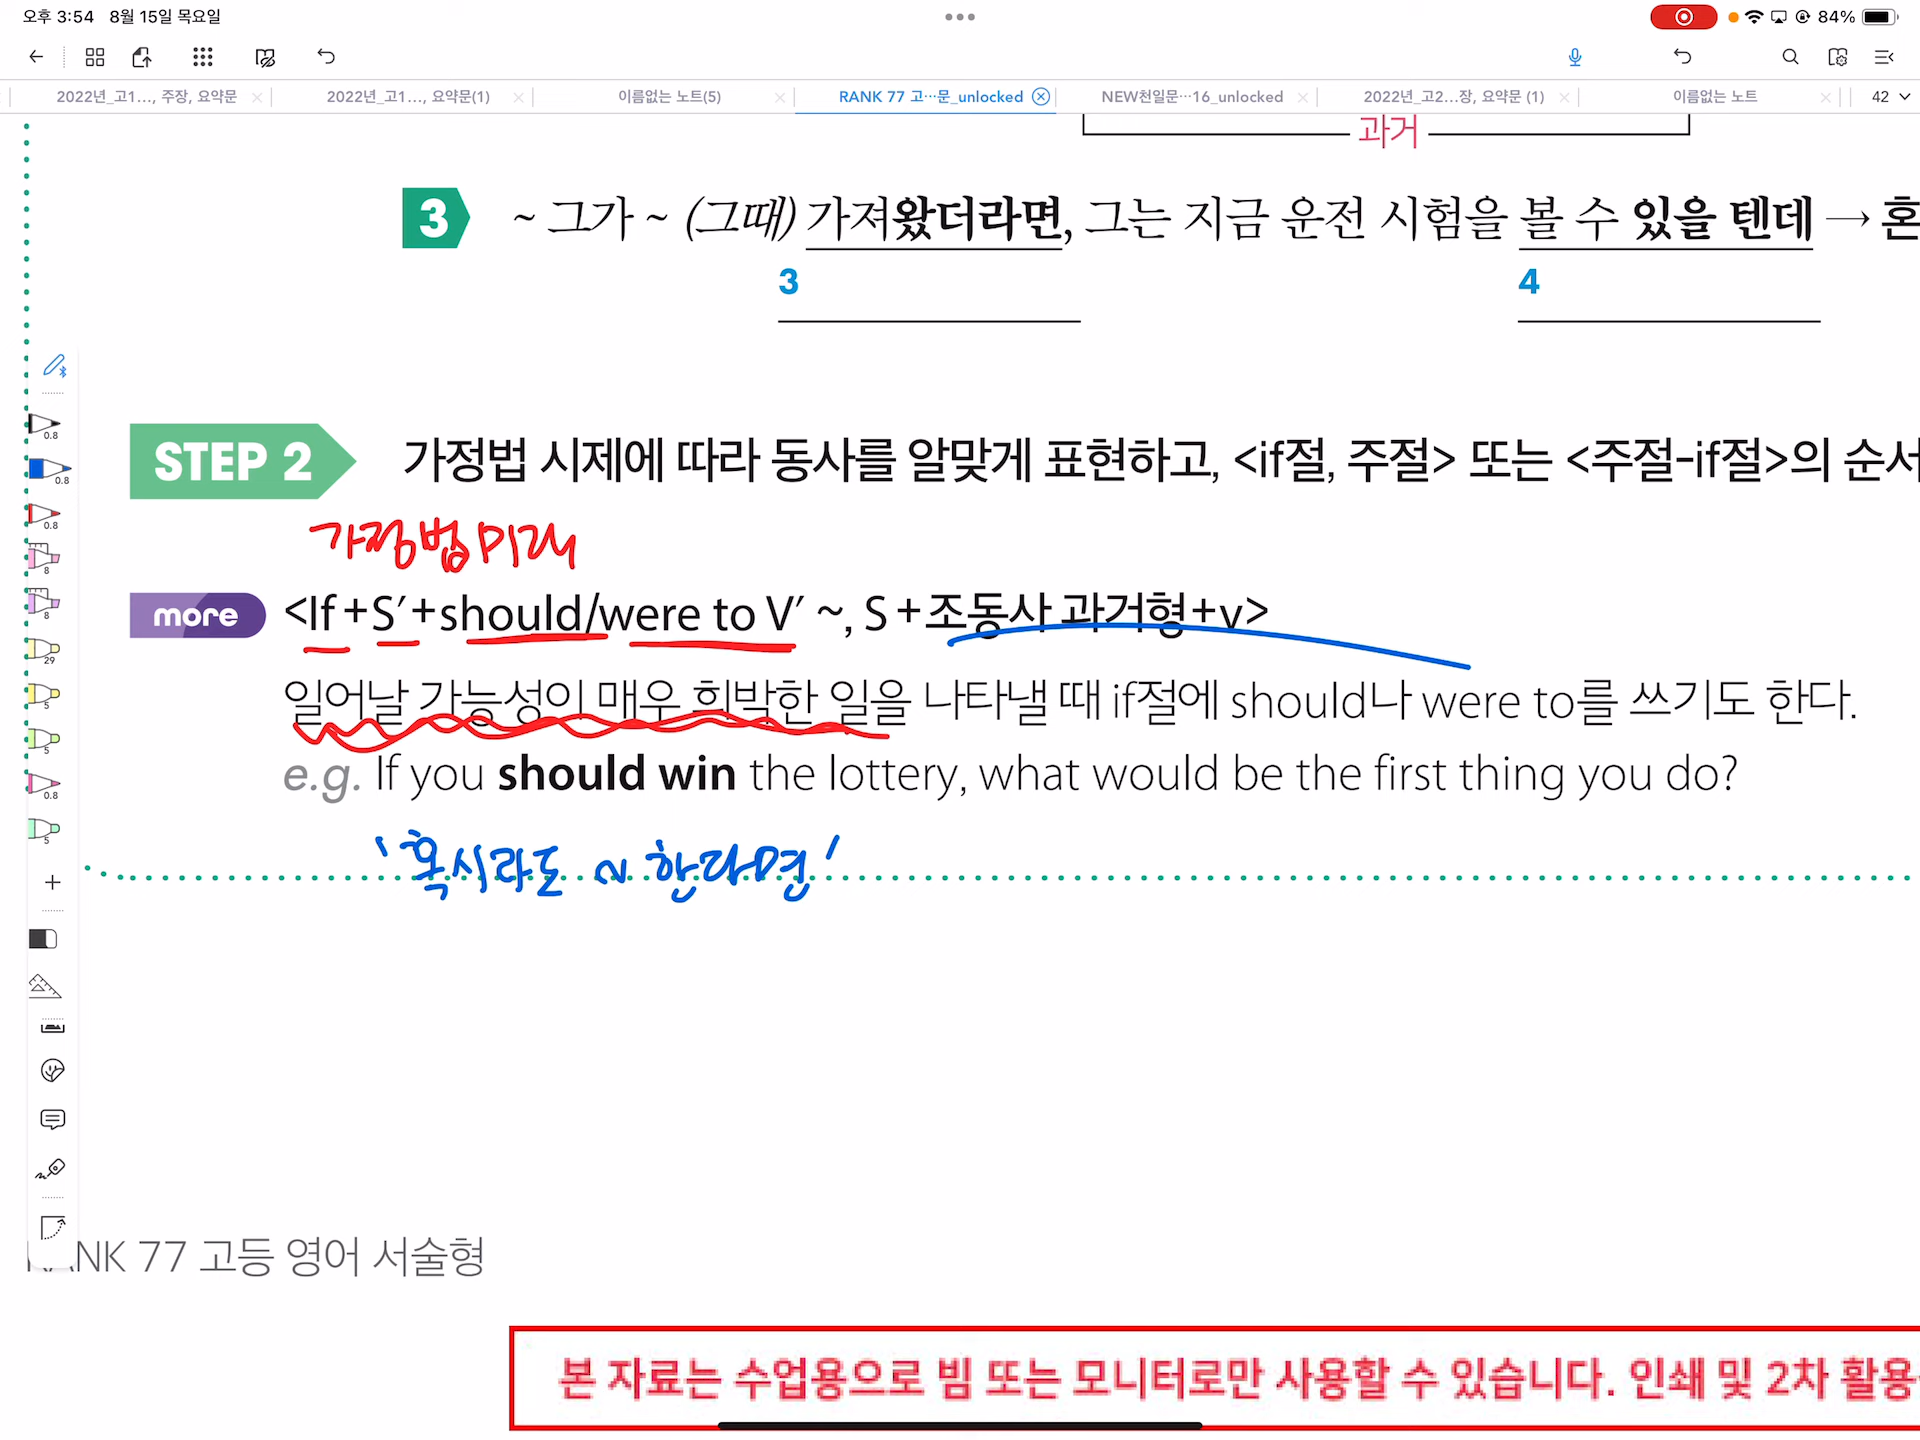 오후 3:54 8월 15일 목요일
84%
2022년_고1..., 주장, 요약문
2022년_고1..., 요약문(1)
이름없는 노트(5)
RANK 77 고…문_unlocked
NEW천일문…16_unlocked
2022년_고2...장, 요약문 (1)
이름없는 노트
42
과거
3 ~ 그가 ~ (그때) 가져왔더라면, 그는 지금 운전 시험을 볼 수 있을 텐데 → 혼
3 4
STEP 2 가정법 시제에 따라 동사를 알맞게 표현하고, <if절, 주절> 또는 <주절-if절>의 순서
가정법 미래
more <If+S′+should/were to V′ ~, S+조동사 과거형+v>
일어날 가능성이 매우 희박한 일을 나타낼 때 if절에 should나 were to를 쓰기도 한다.
e.g. If you should win the lottery, what would be the first thing you do?
'혹시라도 ~ 한다면'
0.8
0.8
0.8
8
8
29
5
5
0.8
5
NK 77 고등 영어 서술형
본 자료는 수업용으로 빔 또는 모니터로만 사용할 수 있습니다. 인쇄 및 2차 활용